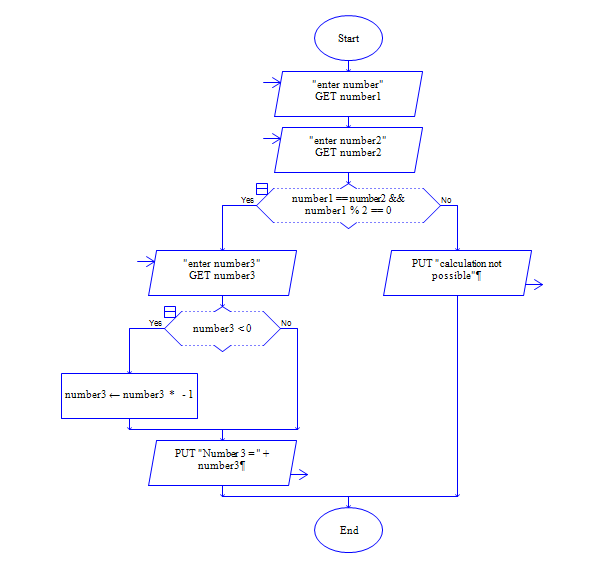 Start
"enter number"
GET number1
"enter number2"
GET number2
Yes
number1 == number2 &&
number1 % 2 == 0
No
"enter number3"
GET number3
PUT "calculation not
possible"¶
Yes
number3 < 0
No
number3 ← number3 * - 1
PUT "Number 3 = " +
number3¶
End